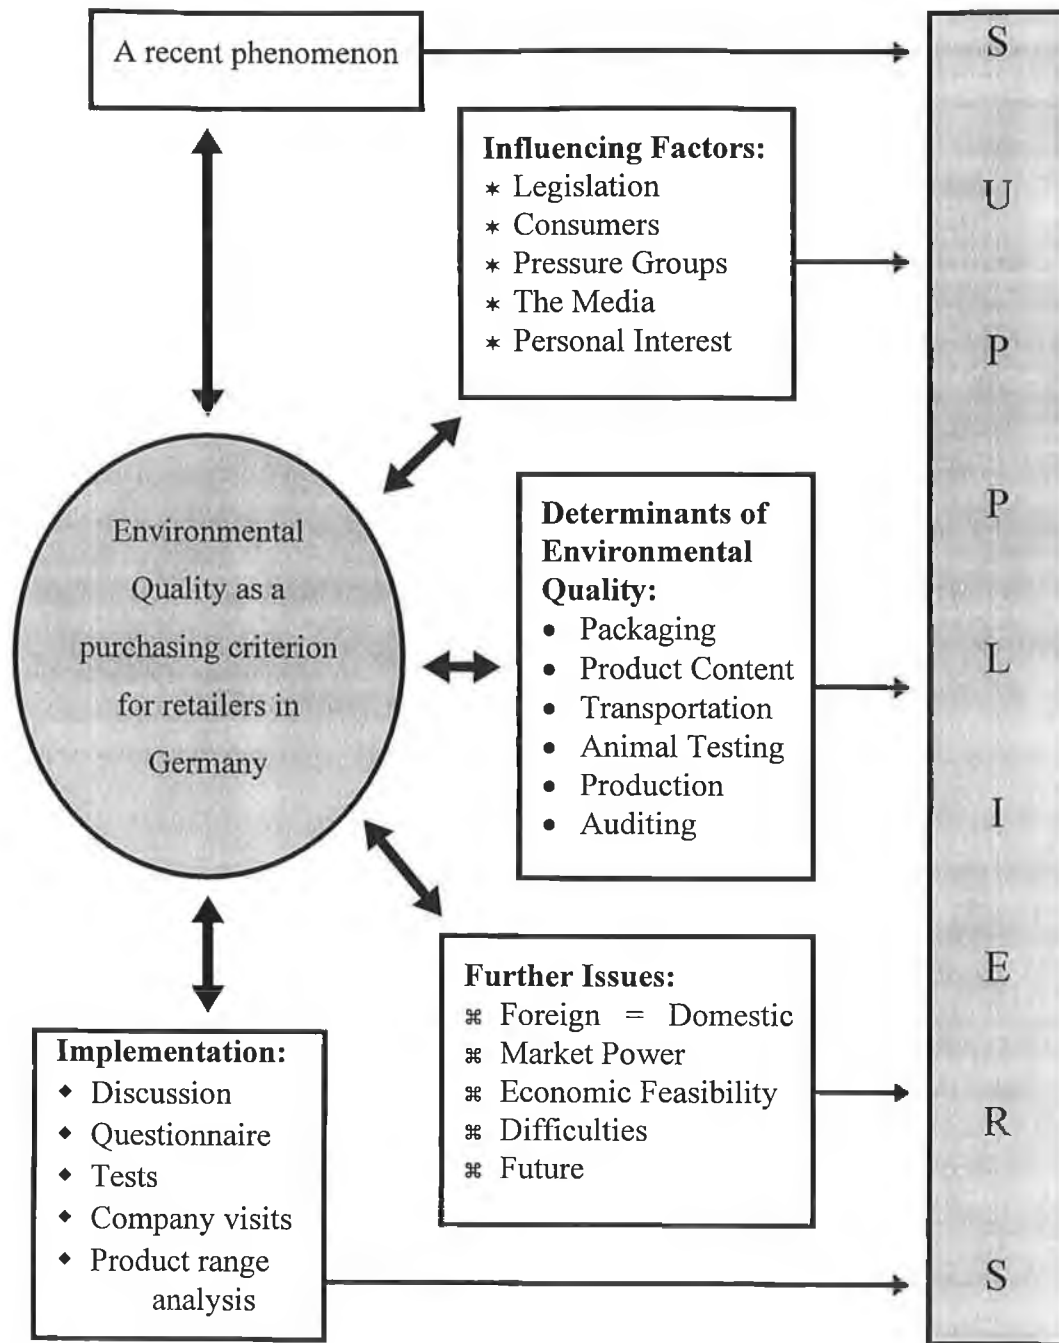 A recent phenomenon
Influencing Factors:
✶ Legislation
✶ Consumers
✶ Pressure Groups
✶ The Media
✶ Personal Interest
Environmental
Quality as a
purchasing criterion
for retailers in
Germany
Determants of
Environmental
Quality:
• Packaging
• Product Content
• Transportation
• Animal Testing
• Production
• Auditing
Further Issues:
⌘ Foreign = Domestic
⌘ Market Power
⌘ Economic Feasibility
⌘ Difficulties
⌘ Future
Implementation:
◆ Discussion
◆ Questionnaire
◆ Tests
◆ Company visits
◆ Product range
analysis
S
U
P
P
L
I
E
R
S